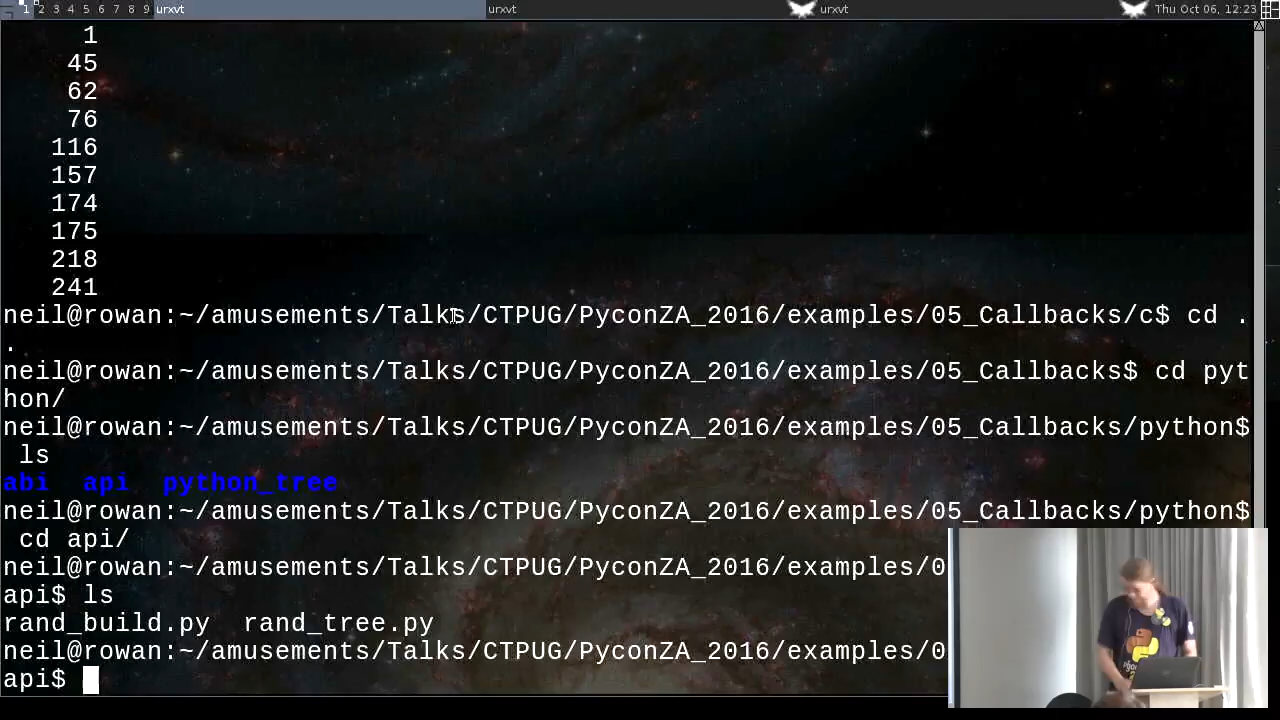 1 2 3 4 5 6 7 8 9 urxvt urxvt urxvt Thu Oct 06, 12:23
1
45
62
76
116
157
174
175
218
241
neil@rowan:~/amusements/Talks/CTPUG/PyconZA_2016/examples/05_Callbacks/c$ cd .
.
neil@rowan:~/amusements/Talks/CTPUG/PyconZA_2016/examples/05_Callbacks$ cd pyt
hon/
neil@rowan:~/amusements/Talks/CTPUG/PyconZA_2016/examples/05_Callbacks/python$
ls
abi api python_tree
neil@rowan:~/amusements/Talks/CTPUG/PyconZA_2016/examples/05_Callbacks/python$
cd api/
neil@rowan:~/amusements/Talks/CTPUG/PyconZA_2016/examples/0
api$ ls
rand_build.py rand_tree.py
neil@rowan:~/amusements/Talks/CTPUG/PyconZA_2016/examples/0
api$